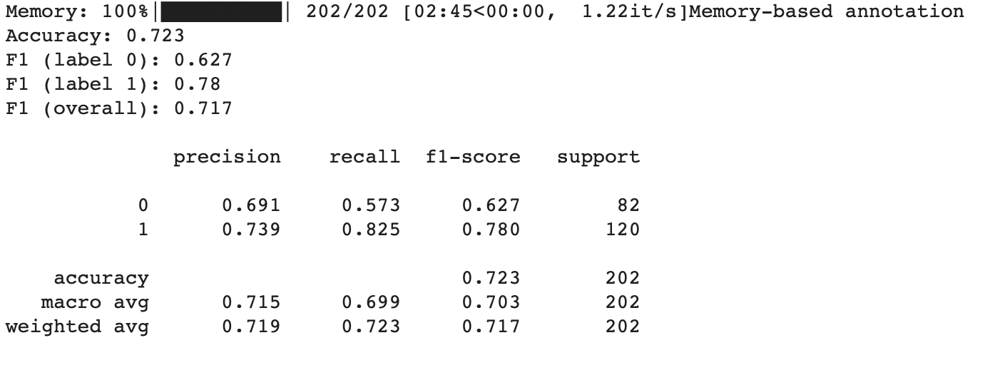 Memory: 100%|██████████| 202/202 [02:45<00:00,  1.22it/s]Memory-based annotation
Accuracy: 0.723
F1 (label 0): 0.627
F1 (label 1): 0.78
F1 (overall): 0.717
precision recall f1-score support
0 0.691 0.573 0.627 82
1 0.739 0.825 0.780 120
accuracy 0.723 202
macro avg 0.715 0.699 0.703 202
weighted avg 0.719 0.723 0.717 202